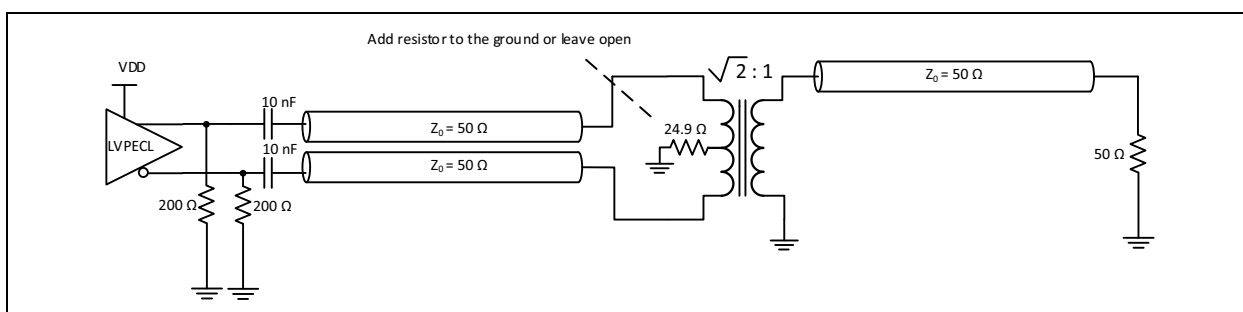 Add resistor to the ground or leave open
VDD
√2 : 1
Z₀ = 50 Ω
10 nF
Z₀ = 50 Ω
LVPECL
24.9 Ω
10 nF
Z₀ = 50 Ω
50 Ω
200 Ω
200 Ω